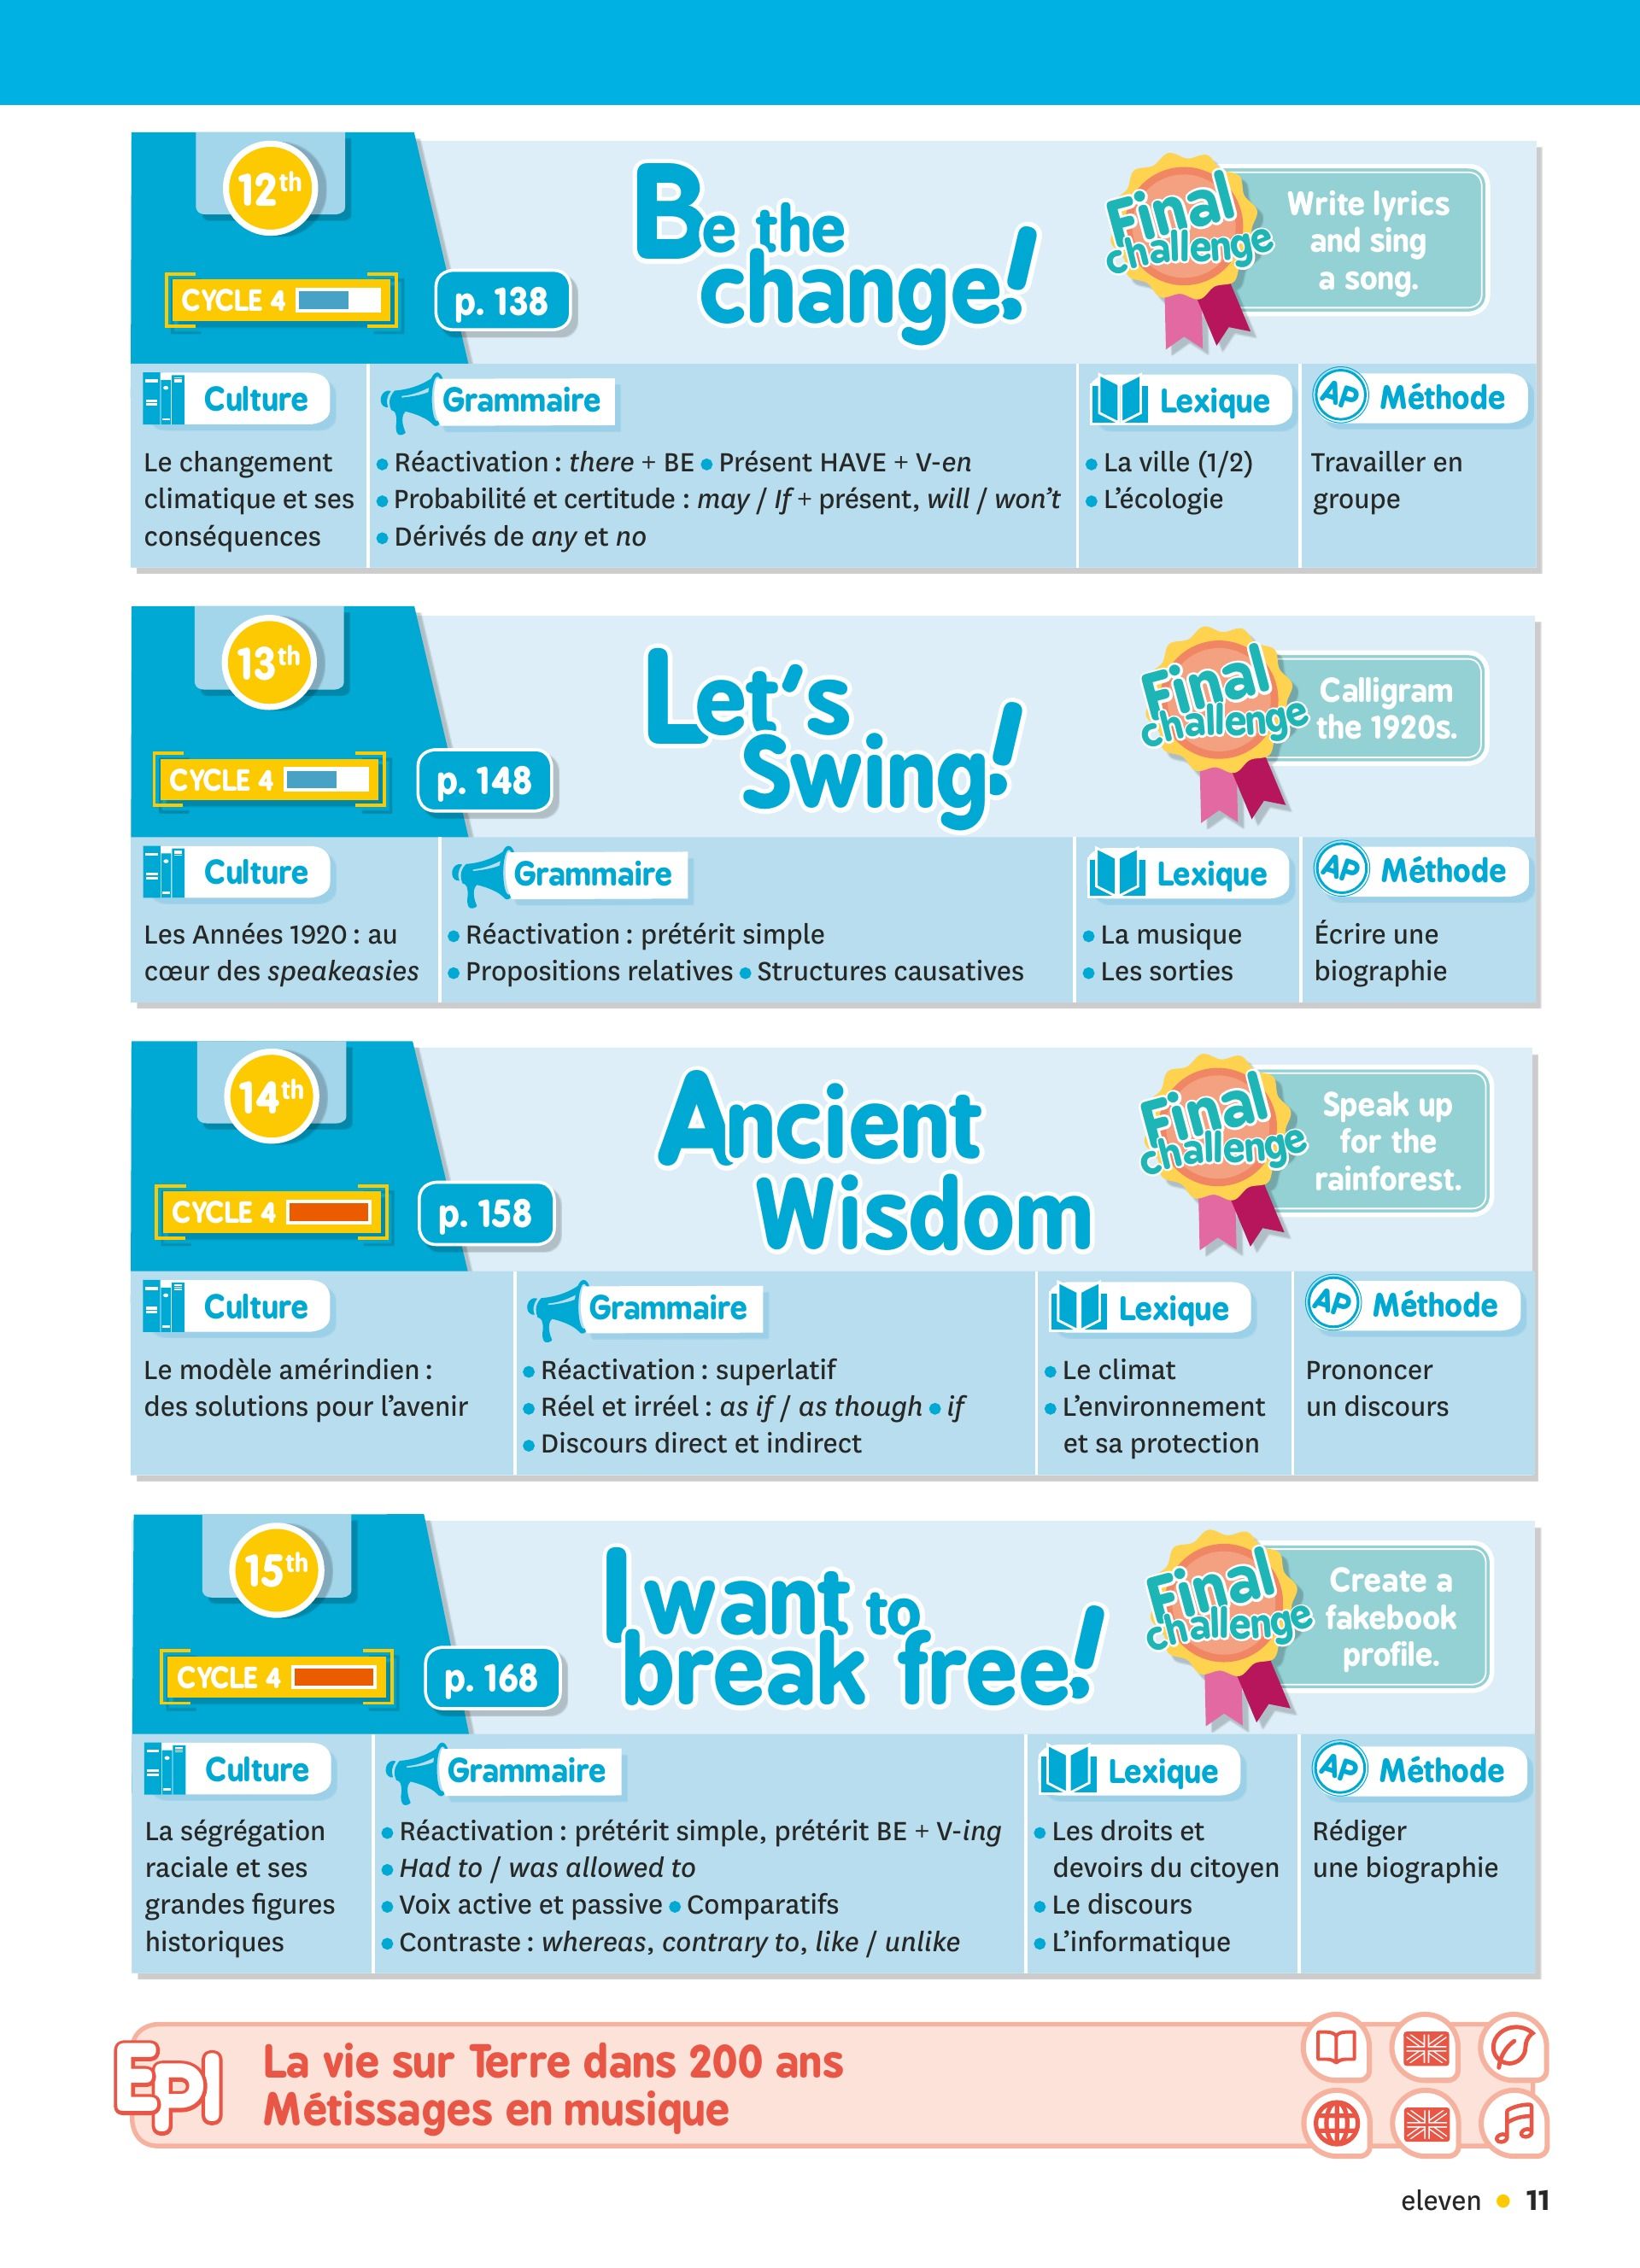 12th
Be the
change!
Final
challenge
Write lyrics
and sing
a song.
CYCLE 4
p. 138
Culture
Le changement
climatique et ses
conséquences
Grammaire
• Réactivation : there + BE • Présent HAVE + V-en
• Probabilité et certitude : may / If + présent, will / won't
• Dérivés de any et no
Lexique
• La ville (1/2)
• L'écologie
AP Méthode
Travailler en
groupe
13th
Let's
Swing!
Final
challenge
Calligram
the 1920s.
CYCLE 4
p. 148
Culture
Les Années 1920 : au
cœur des speakeasies
Grammaire
• Réactivation : prétérit simple
• Propositions relatives • Structures causatives
Lexique
• La musique
• Les sorties
AP Méthode
Écrire une
biographie
14th
Ancient
Wisdom
Final
challenge
Speak up
for the
rainforest.
CYCLE 4
p. 158
Culture
Le modèle amérindien :
des solutions pour l'avenir
Grammaire
• Réactivation : superlatif
• Réel et irréel : as if / as though • if
• Discours direct et indirect
Lexique
• Le climat
• L'environnement
et sa protection
AP Méthode
Prononcer
un discours
15th
I want to
break free!
Final
challenge
Create a
fakebook
profile.
CYCLE 4
p. 168
Culture
La ségrégation
raciale et ses
grandes figures
historiques
Grammaire
• Réactivation : prétérit simple, prétérit BE + V-ing
• Had to / was allowed to
• Voix active et passive • Comparatifs
• Contraste : whereas, contrary to, like / unlike
Lexique
• Les droits et
devoirs du citoyen
• Le discours
• L'informatique
AP Méthode
Rédiger
une biographie
EPI
La vie sur Terre dans 200 ans
Métissages en musique
eleven • 11